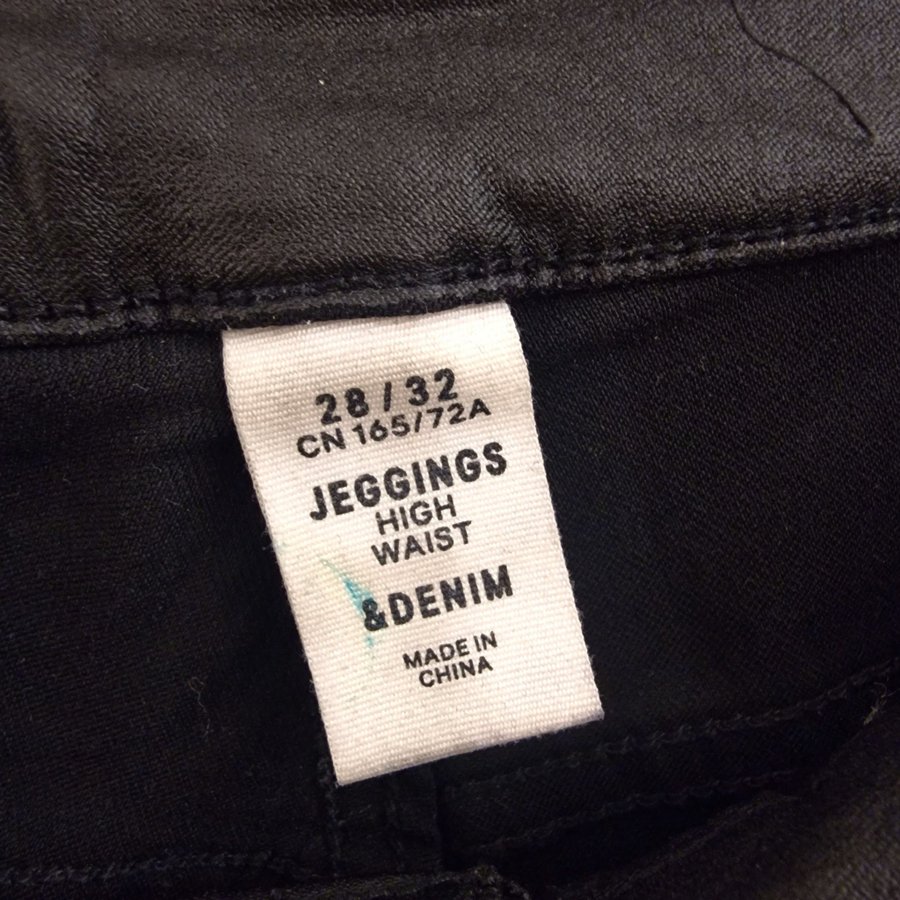 28 / 32
CN 165/72A
JEGGINGS
HIGH
WAIST
&DENIM
MADE IN
CHINA